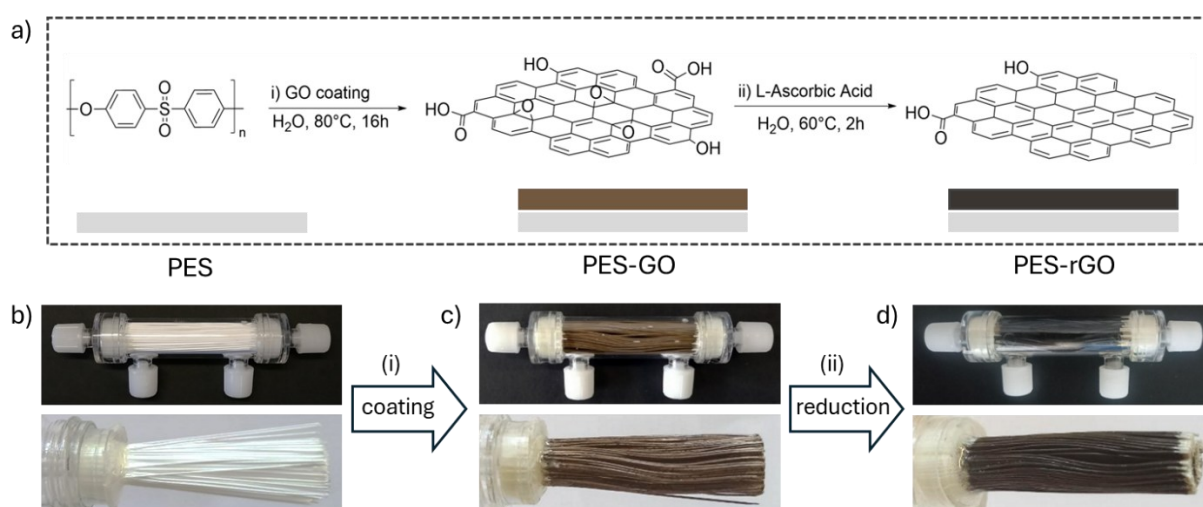 a)
O
O
S
O
n
i) GO coating
H₂O, 80°C, 16h
HO
O
OH
O
O
O
HO
O
OH
ii) L-Ascorbic Acid
H₂O, 60°C, 2h
HO
HO
O
PES
PES-GO
PES-rGO
b)
(i)
coating
c)
(ii)
reduction
d)